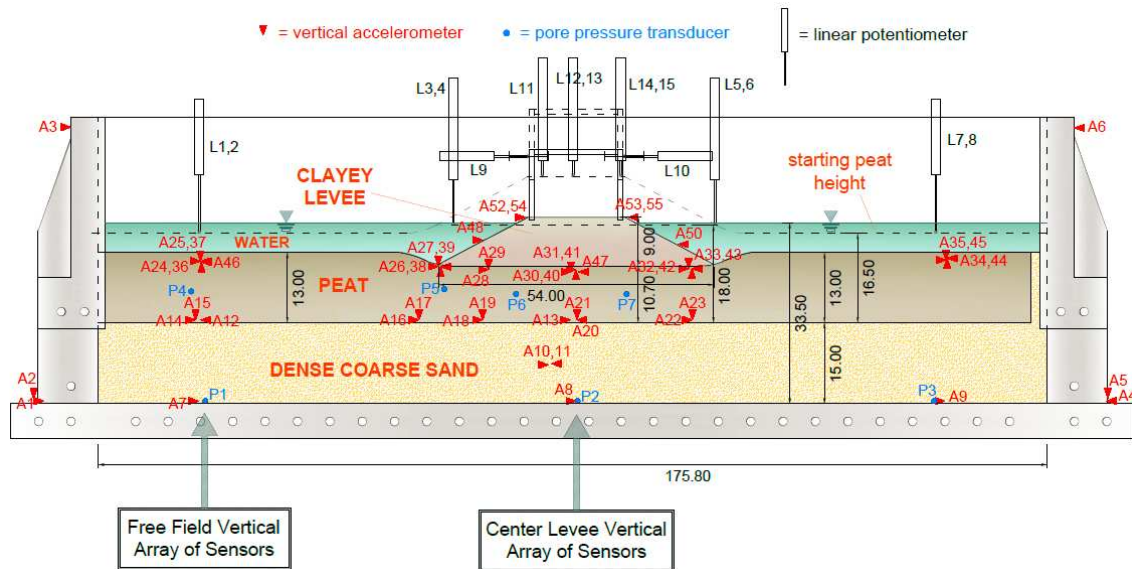 = vertical accelerometer
= pore pressure transducer
= linear potentiometer
L12,13
L11
L14,15
L3,4
L5,6
A3
A6
L1,2
L7,8
L9
L10
starting peat
height
CLAYEY
LEVEE
A52,54
A53,55
A48
A50
WATER
A25,37
A27,39
A29
A31,41
A47
A33,43
A35,45
A24,36
A46
A26,38
A28
A30,40
A32,42
A34,44
9.00
PEAT
P4
P5
P6
P7
54.00
13.00
10.70
18.00
33.50
13.00
16.50
A15
A17
A19
A21
A23
A14
A12
A16
A18
A13
A20
A22
DENSE COARSE SAND
A10,11
15.00
A2
A1
A7
P1
A8
P2
P3
A9
A5
A4
175.80
Free Field Vertical
Array of Sensors
Center Levee Vertical
Array of Sensors